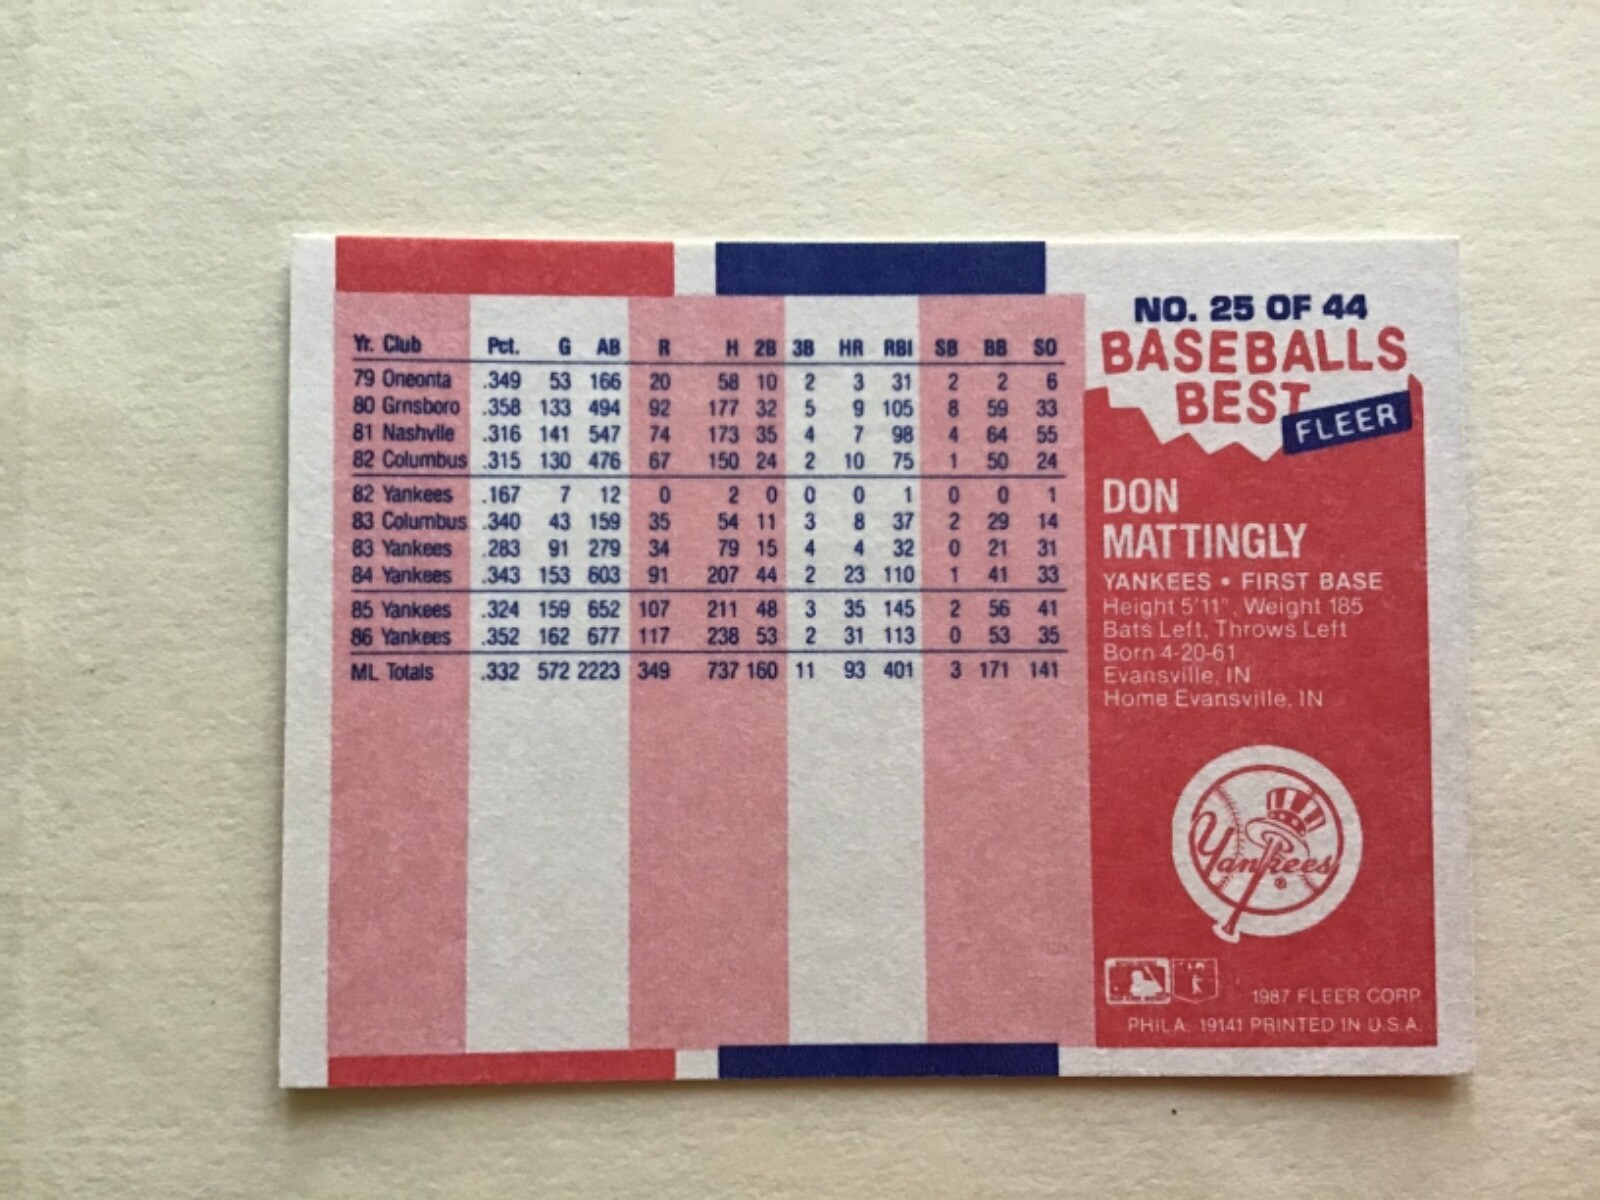 Yr. Club Pct. G AB R H 2B 3B HR RBI SB BB SO
79 Oneonta .349 53 166 20 58 10 2 3 31 2 2 6
80 Grnsboro .358 133 494 92 177 32 5 9 105 8 59 33
81 Nashvlle .316 141 547 74 173 35 4 7 98 4 64 55
82 Columbus .315 130 476 67 150 24 2 10 75 1 50 24
82 Yankees .167 7 12 0 2 0 0 0 1 0 0 1
83 Columbus .340 43 159 35 54 11 3 8 37 2 29 14
83 Yankees .283 91 279 34 79 15 4 4 32 0 21 31
84 Yankees .343 153 603 91 207 44 2 23 110 1 41 33
85 Yankees .324 159 652 107 211 48 3 35 145 2 56 41
86 Yankees .352 162 677 117 238 53 2 31 113 0 53 35
ML Totals .332 572 2223 349 737 160 11 93 401 3 171 141
NO. 25 OF 44
BASEBALLS
BEST
FLEER
DON
MATTINGLY
YANKEES • FIRST BASE
Height 5'11", Weight 185
Bats Left, Throws Left
Born 4-20-61
Evansville, IN
Home Evansville, IN
Yankees
®
1987 FLEER CORP.
PHILA. 19141 PRINTED IN U.S.A.